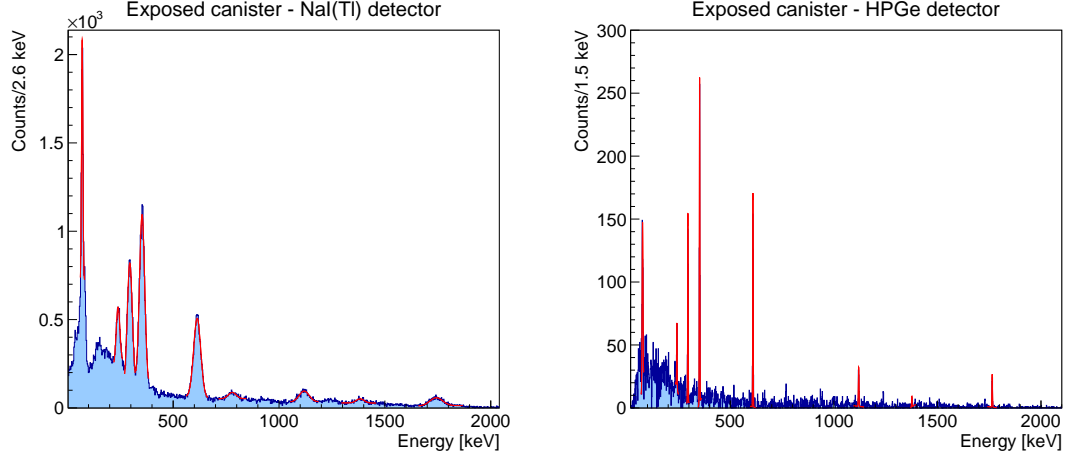 Exposed canister - NaI(Tl) detector
×10³
Counts/2.6 keV
2
1.5
1
0.5
0
500 1000 1500 2000
Energy [keV]
Exposed canister - HPGe detector
Counts/1.5 keV
300
250
200
150
100
50
0
500 1000 1500 2000
Energy [keV]